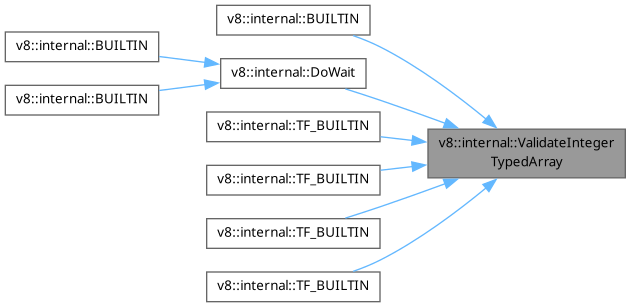 v8::internal::BUILTIN
v8::internal::BUILTIN
v8::internal::DoWait
v8::internal::BUILTIN
v8::internal::TF_BUILTIN
v8::internal::ValidateInteger
TypedArray
v8::internal::TF_BUILTIN
v8::internal::TF_BUILTIN
v8::internal::TF_BUILTIN